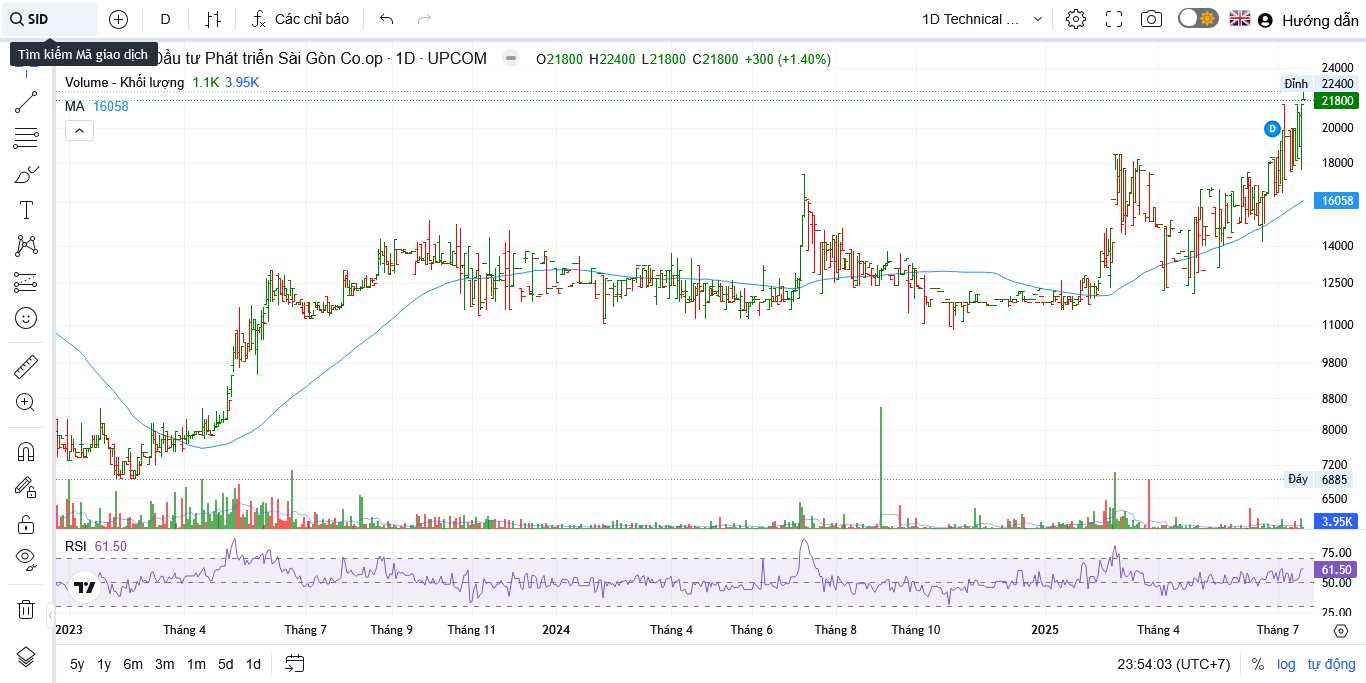 SID
D
Các chỉ báo
1D Technical ...
Hướng dẫn
Tìm kiếm Mã giao dịch
Đầu tư Phát triển Sài Gòn Co.op · 1D · UPCOM
O21800 H22400 L21800 C21800 +300 (+1.40%)
Volume - Khối lượng 1.1K 3.95K
MA 16058
24000
Đỉnh 22400
21800
D
20000
18000
16058
14000
12500
11000
9800
8800
8000
7200
Đáy 6885
6500
3.95K
RSI 61.50
75.00
61.50
50.00
25.00
2023 Tháng 4 Tháng 7 Tháng 9 Tháng 11 2024 Tháng 4 Tháng 6 Tháng 8 Tháng 10 2025 Tháng 4 Tháng 7
5y 1y 6m 3m 1m 5d 1d
23:54:03 (UTC+7) % log tự động